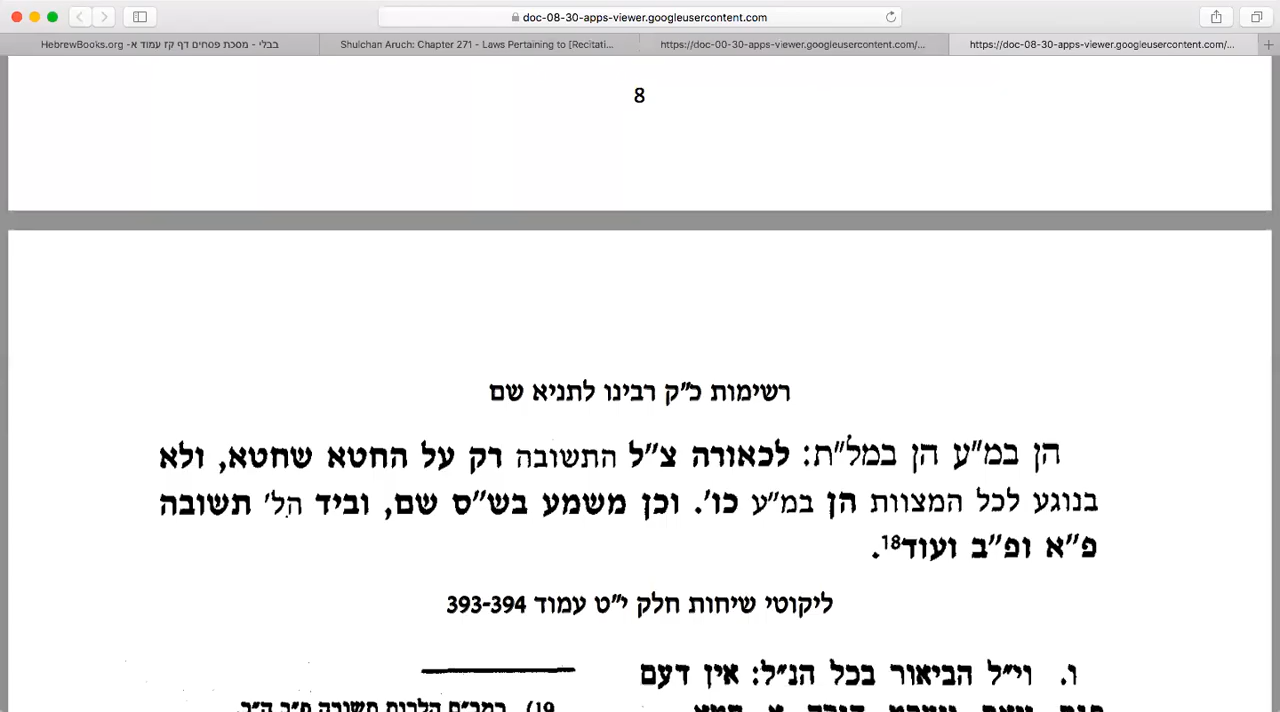 doc-08-30-apps-viewer.googleusercontent.com
HebrewBooks.org -בבלי - מסכת פסחים דף קז עמוד א
Shulchan Aruch: Chapter 271 - Laws Pertaining to [Recitati...
https://doc-00-30-apps-viewer.googleusercontent.com/...
https://doc-08-30-apps-viewer.googleusercontent.com/...
8
רשימות כ"ק רבינו לתניא שם
הן במ"ע הן במל"ת: לכאורה צ"ל התשובה רק על החטא שחטא, ולא
בנוגע לכל המצוות הן במ"ע כו'. וכן משמע בש"ס שם, וביד הל' תשובה
פ"א ופ"ב ועוד18.
ליקוטי שיחות חלק י"ט עמוד 393-394
ו. וי"ל הביאור בכל הנ"ל: אין דעם
19) רמב"ם הלכות תשובה פ"ב ה"ב.